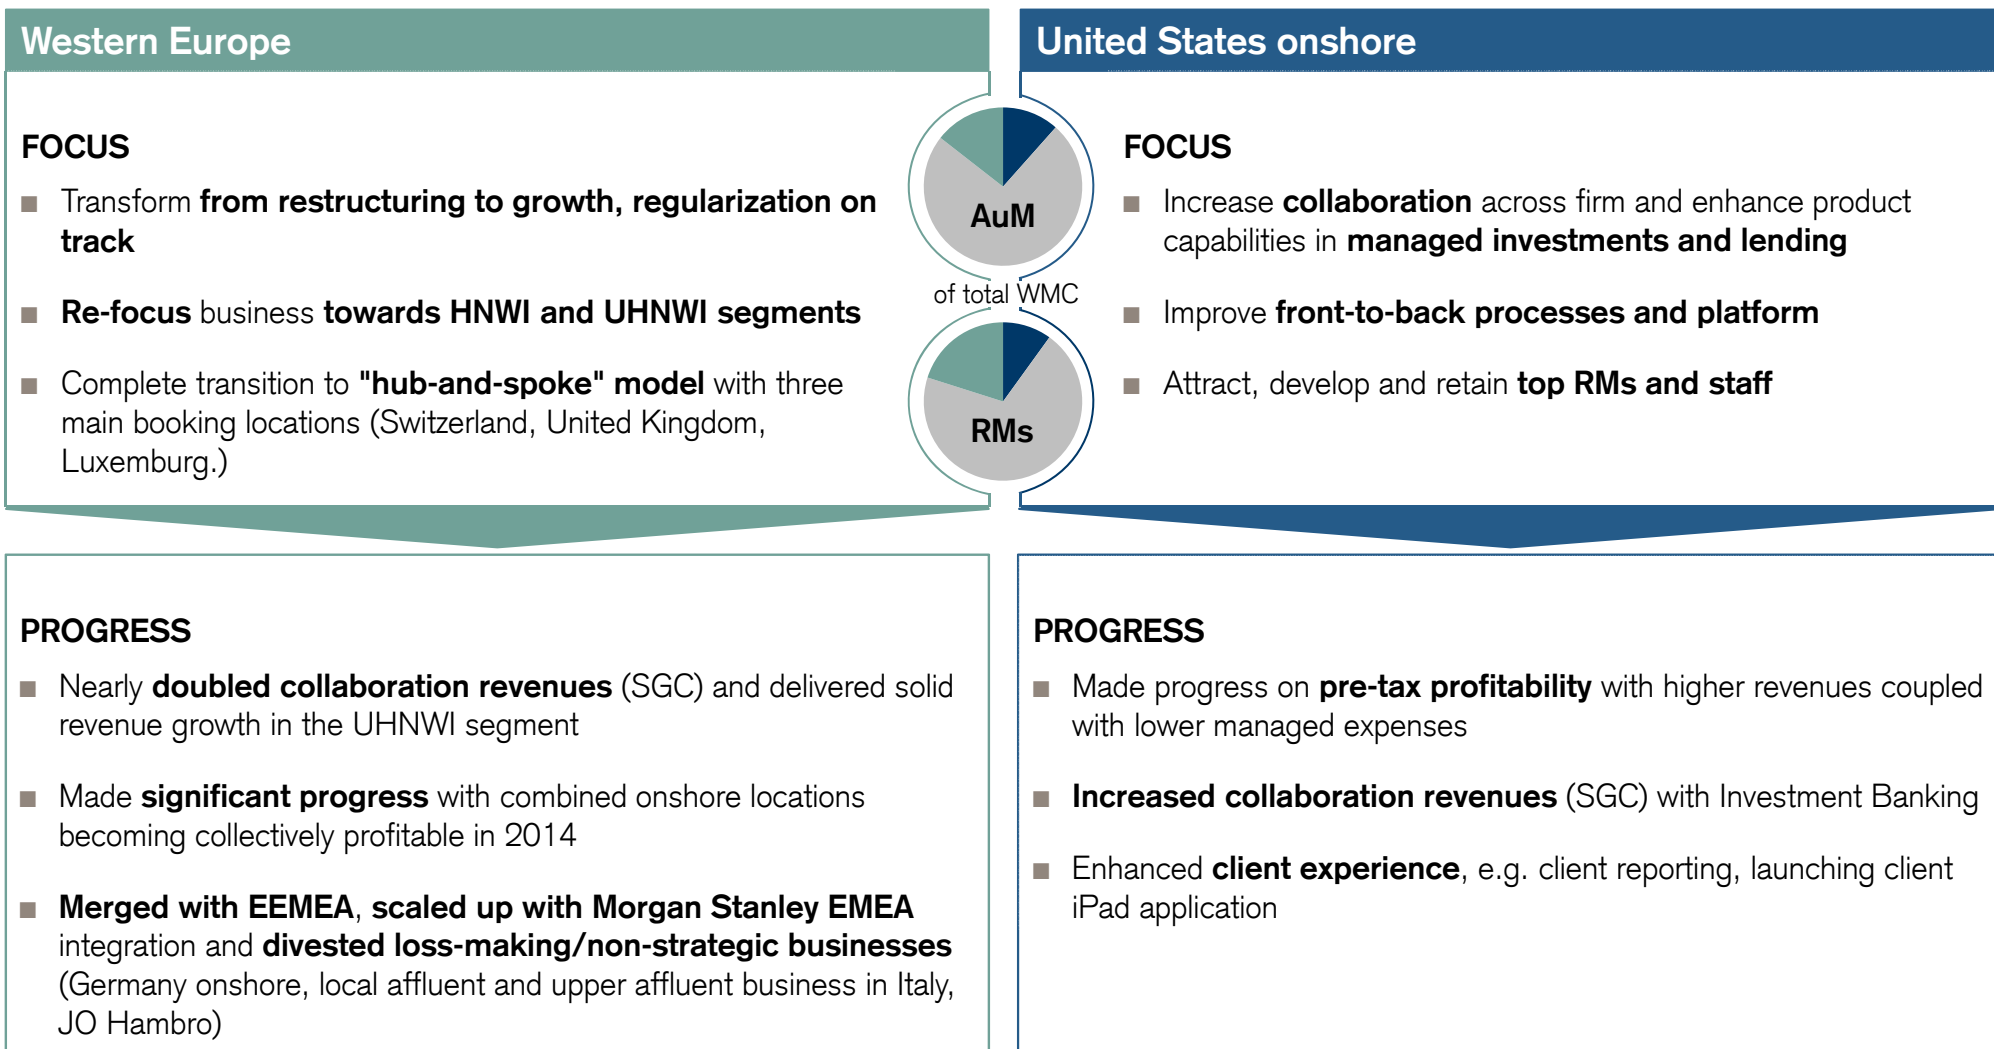 Western Europe
FOCUS
Transform from restructuring to growth, regularization on
track
Re-focus business towards HNWI and UHNWI segments
Complete transition to "hub-and-spoke" model with three
main booking locations (Switzerland, United Kingdom,
Luxemburg.)
AuM
of total WMC
RMs
United States onshore
FOCUS
Increase collaboration across firm and enhance product
capabilities in managed investments and lending
Improve front-to-back processes and platform
Attract, develop and retain top RMs and staff
PROGRESS
Nearly doubled collaboration revenues (SGC) and delivered solid
revenue growth in the UHNWI segment
Made significant progress with combined onshore locations
becoming collectively profitable in 2014
Merged with EEMEA, scaled up with Morgan Stanley EMEA
integration and divested loss-making/non-strategic businesses
(Germany onshore, local affluent and upper affluent business in Italy,
JO Hambro)
PROGRESS
Made progress on pre-tax profitability with higher revenues coupled
with lower managed expenses
Increased collaboration revenues (SGC) with Investment Banking
Enhanced client experience, e.g. client reporting, launching client
iPad application